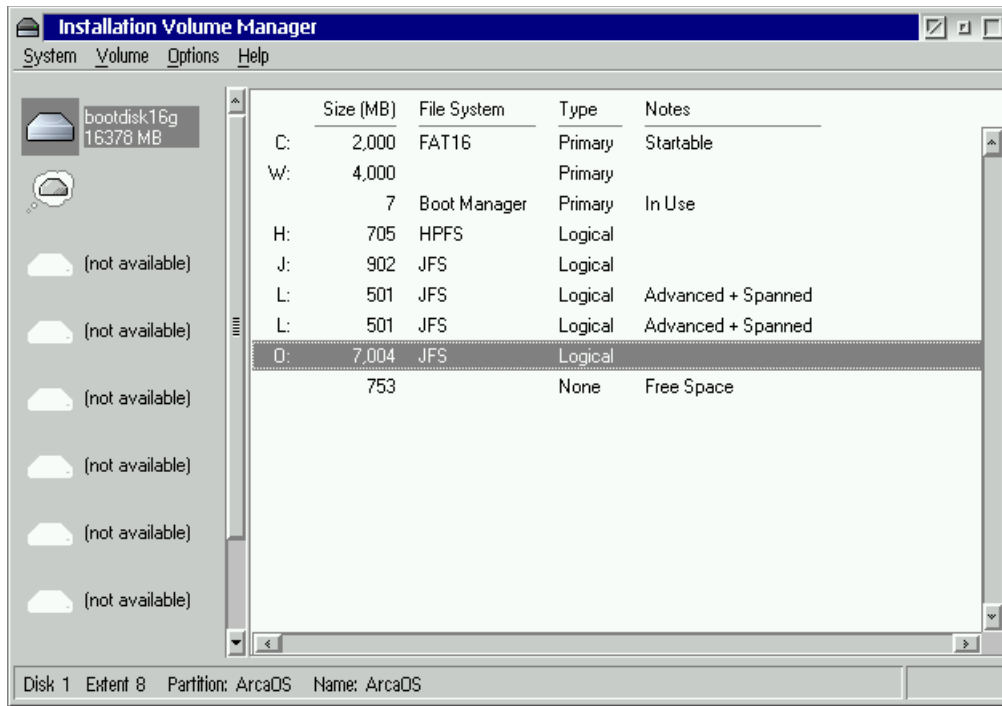 Installation Volume Manager
System Volume Options Help
bootdisk16g
16378 MB
(not available)
(not available)
(not available)
(not available)
(not available)
(not available)
Size (MB) File System Type Notes
C: 2,000 FAT16 Primary Startable
W: 4,000 Primary
7 Boot Manager Primary In Use
H: 705 HPFS Logical
J: 902 JFS Logical
L: 501 JFS Logical Advanced + Spanned
L: 501 JFS Logical Advanced + Spanned
O: 7,004 JFS Logical
753 None Free Space
Disk 1 Extent 8 Partition: ArcaOS Name: ArcaOS